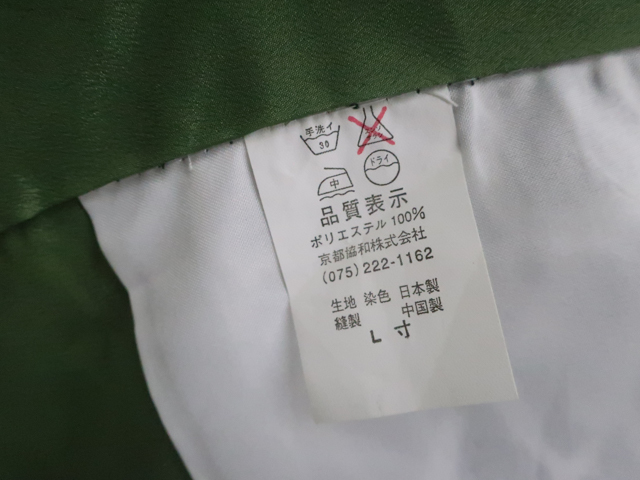 手洗イ
30
ドライ
中
品質表示
ポリエステル 100%
京都協和株式会社
(075) 222-1162
生地 染色 日本製
縫製 中国製
L 寸